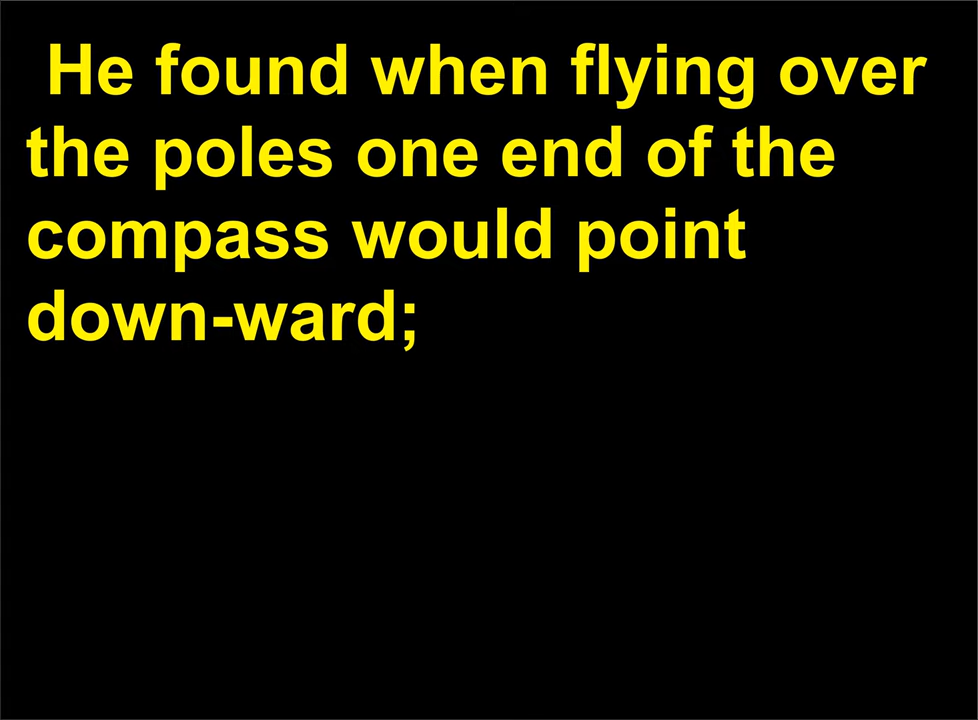 He found when flying over
the poles one end of the
compass would point
down-ward;